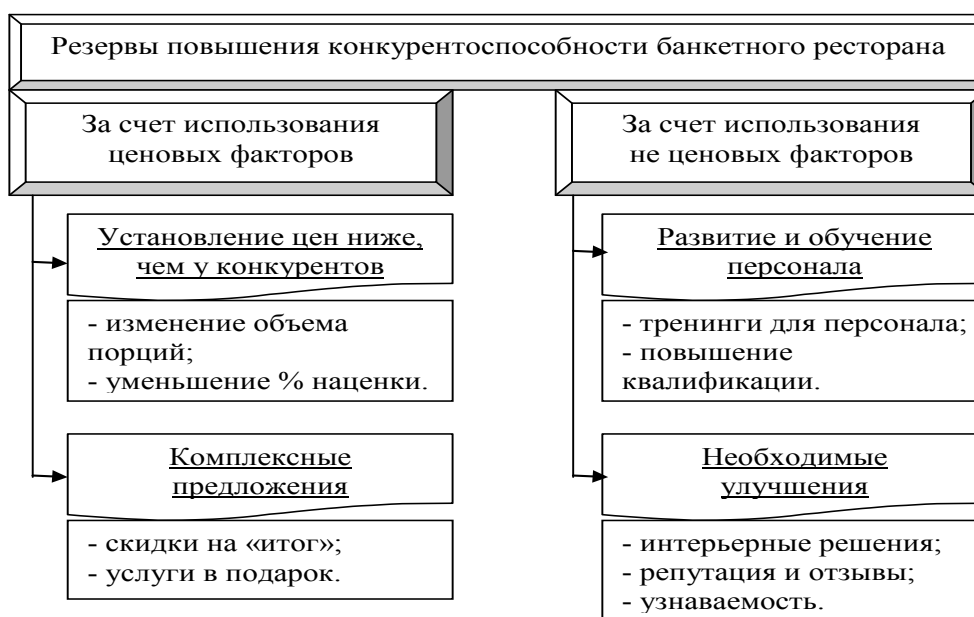 Резервы повышения конкурентоспособности банкетного ресторана
За счет использования
ценовых факторов
Установление цен ниже,
чем у конкурентов
- изменение объема
порций;
- уменьшение % наценки.
Комплексные
предложения
- скидки на «итог»;
- услуги в подарок.
За счет использования
не ценовых факторов
Развитие и обучение
персонала
- тренинги для персонала;
- повышение
квалификации.
Необходимые
улучшения
- интерьерные решения;
- репутация и отзывы;
- узнаваемость.